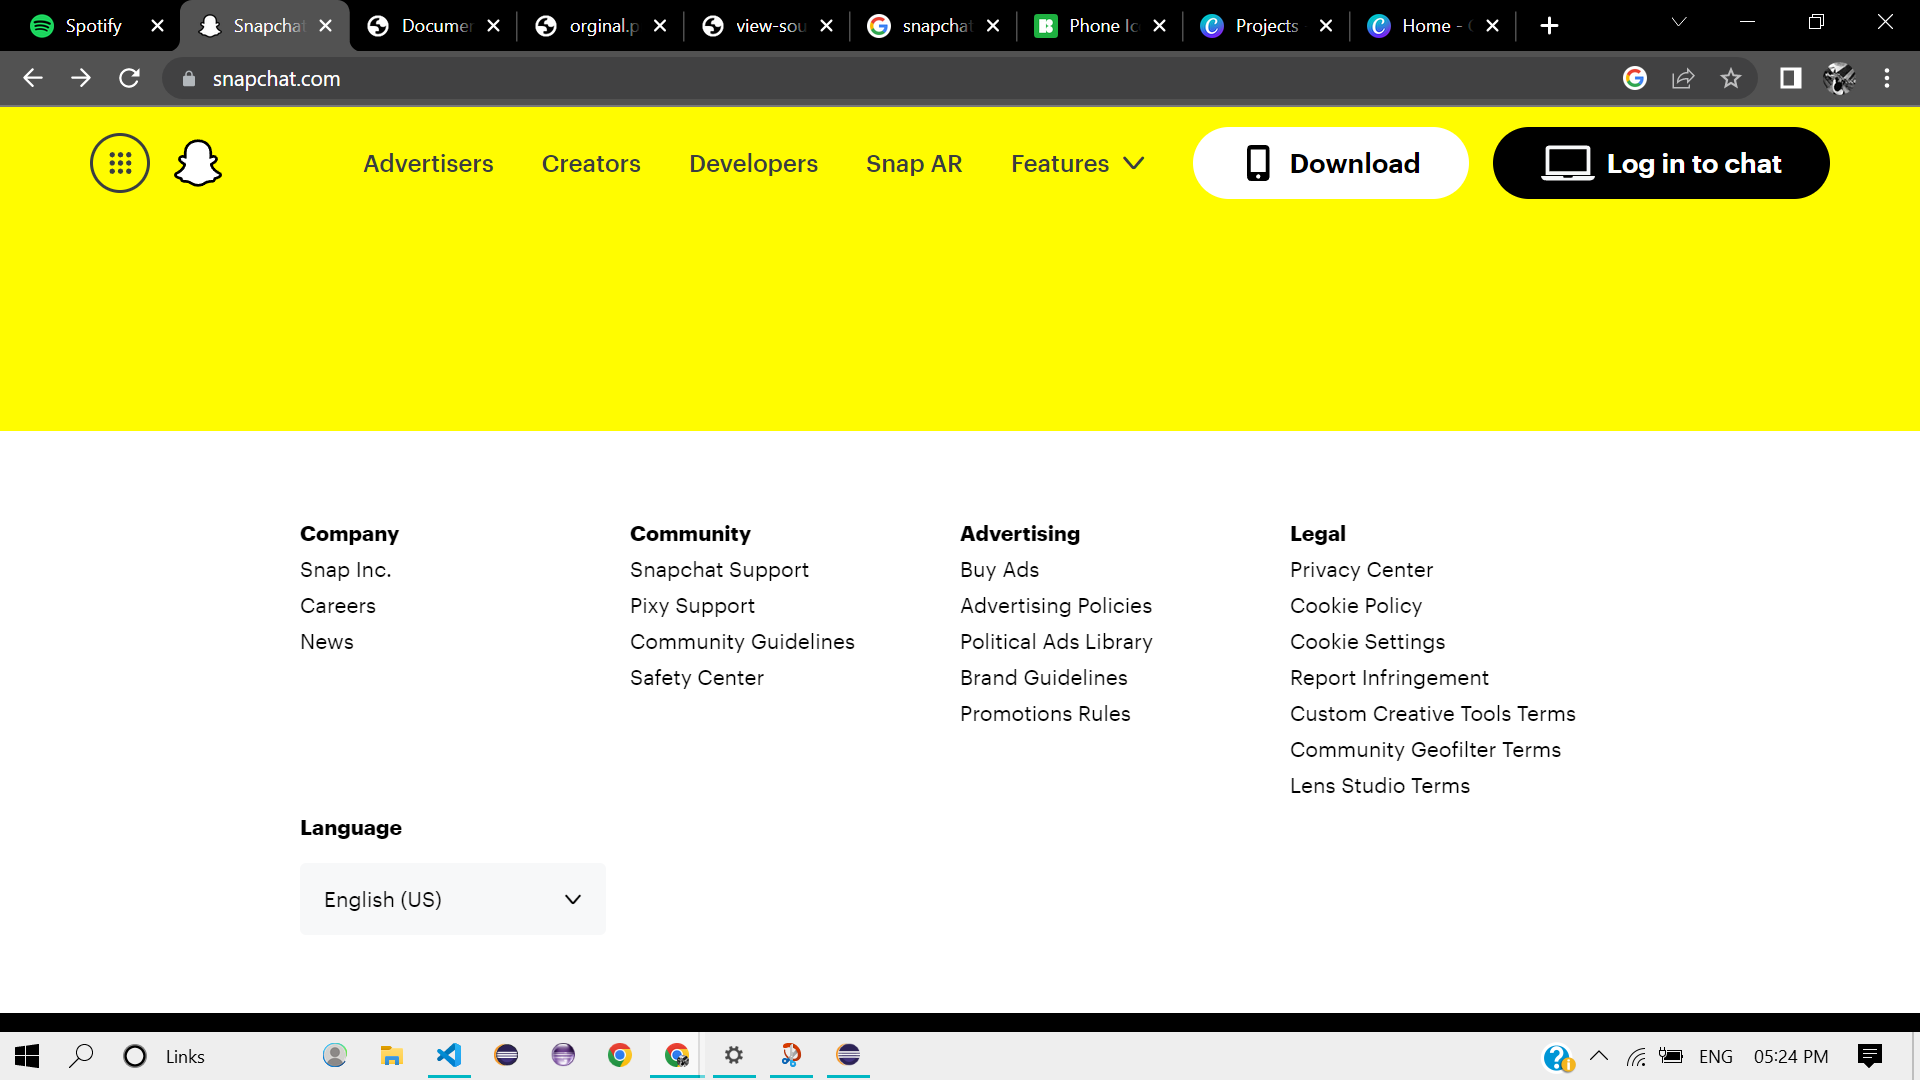 Spotify
Snapchat
Documen
orginal.p
view-sou
snapchat
Phone Ic
Projects
Home -
snapchat.com
Advertisers Creators Developers Snap AR Features Download Log in to chat
Company
Snap Inc.
Careers
News
Community
Snapchat Support
Pixy Support
Community Guidelines
Safety Center
Advertising
Buy Ads
Advertising Policies
Political Ads Library
Brand Guidelines
Promotions Rules
Legal
Privacy Center
Cookie Policy
Cookie Settings
Report Infringement
Custom Creative Tools Terms
Community Geofilter Terms
Lens Studio Terms
Language
English (US)
Links
ENG 05:24 PM